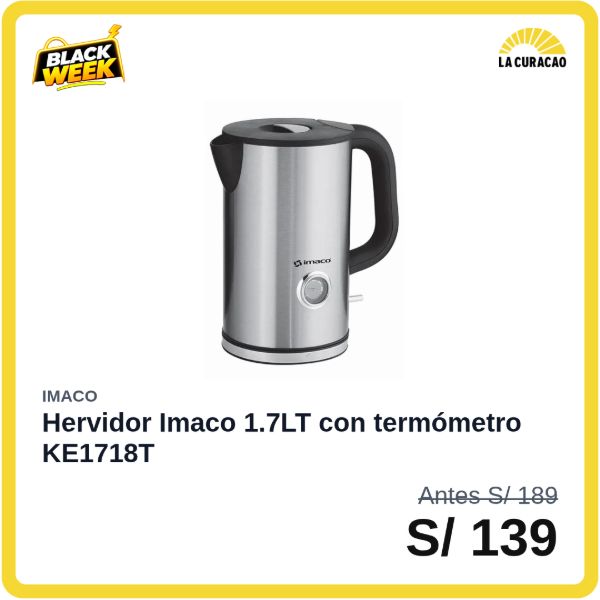 BLACK
WEEK
LA CURACAO
imaco
IMACO
Hervidor Imaco 1.7LT con termómetro
KE1718T
Antes S/ 189
S/ 139